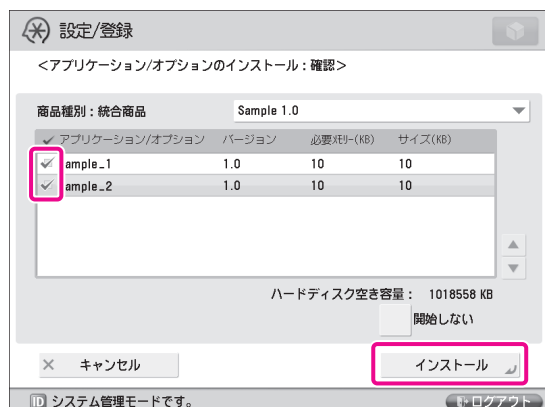 設定/登録
<アプリケーション/オプションのインストール：確認>
商品種別：統合商品 Sample 1.0
アプリケーション/オプション バージョン 必要ﾒﾓﾘｰ(KB) サイズ(KB)
ample_1 1.0 10 10
ample_2 1.0 10 10
ハードディスク空き容量： 1018558 KB
開始しない
× キャンセル インストール
ID システム管理モードです。 ログアウト